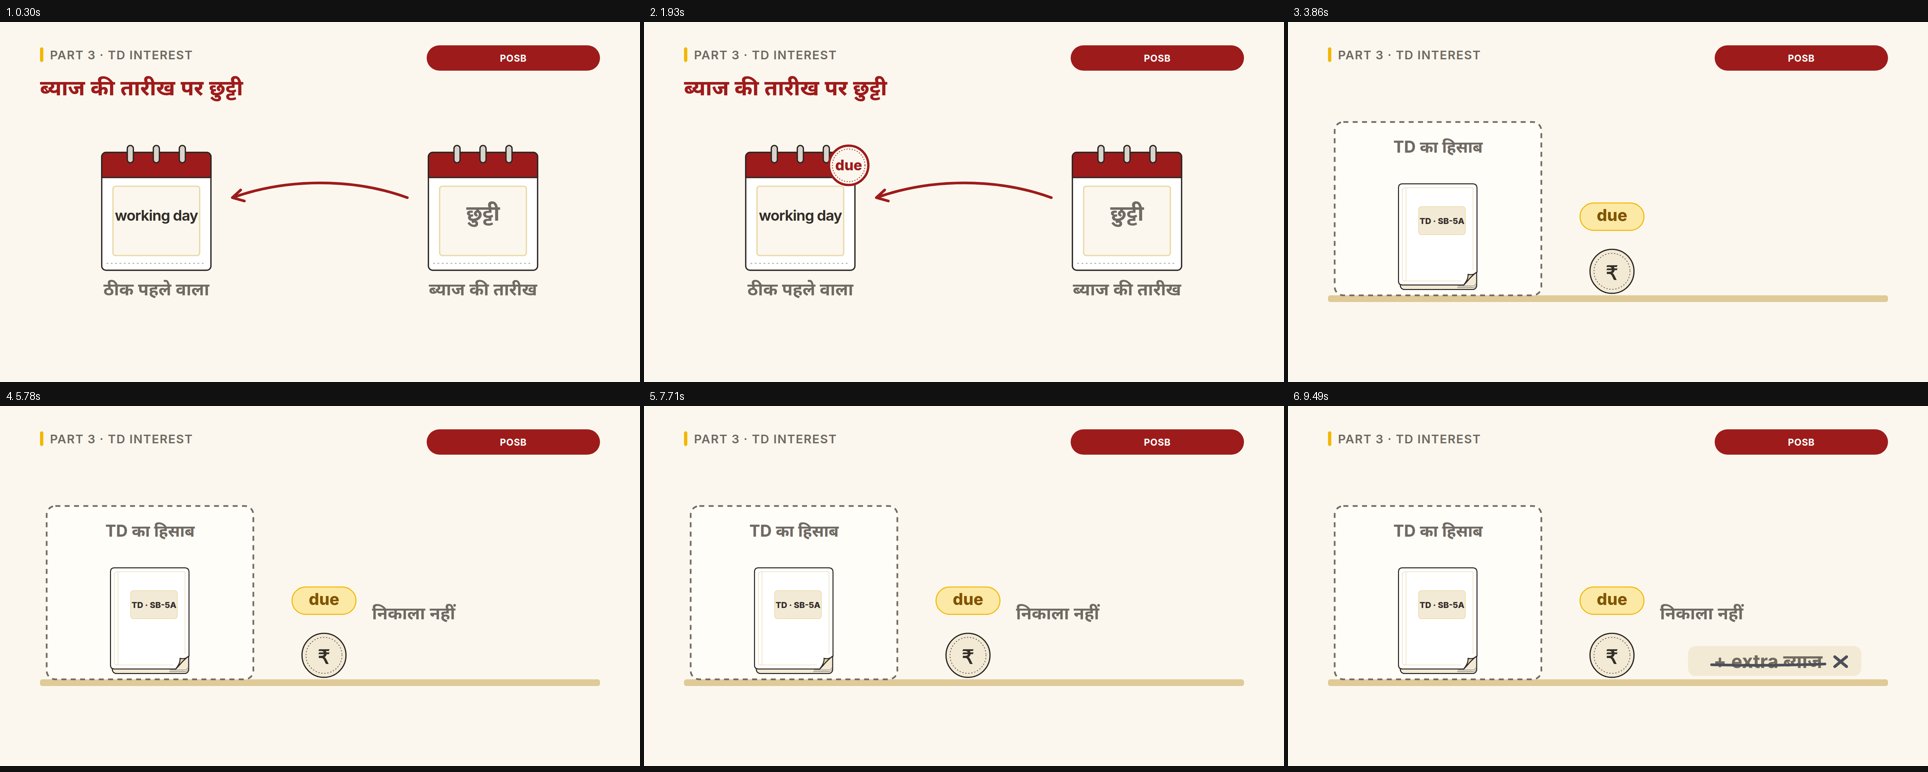 1. 0.30s
PART 3 · TD INTEREST
POSB
ब्याज की तारीख पर छुट्टी
working day
छुट्टी
ठीक पहले वाला
ब्याज की तारीख
2. 1.93s
PART 3 · TD INTEREST
POSB
ब्याज की तारीख पर छुट्टी
due
working day
छुट्टी
ठीक पहले वाला
ब्याज की तारीख
3. 3.86s
PART 3 · TD INTEREST
POSB
TD का हिसाब
TD · SB-5A
due
₹
4. 5.78s
PART 3 · TD INTEREST
POSB
TD का हिसाब
TD · SB-5A
due
निकाला नहीं
₹
5. 7.71s
PART 3 · TD INTEREST
POSB
TD का हिसाब
TD · SB-5A
due
निकाला नहीं
₹
6. 9.49s
PART 3 · TD INTEREST
POSB
TD का हिसाब
TD · SB-5A
due
निकाला नहीं
₹
+ extra ब्याज ✕